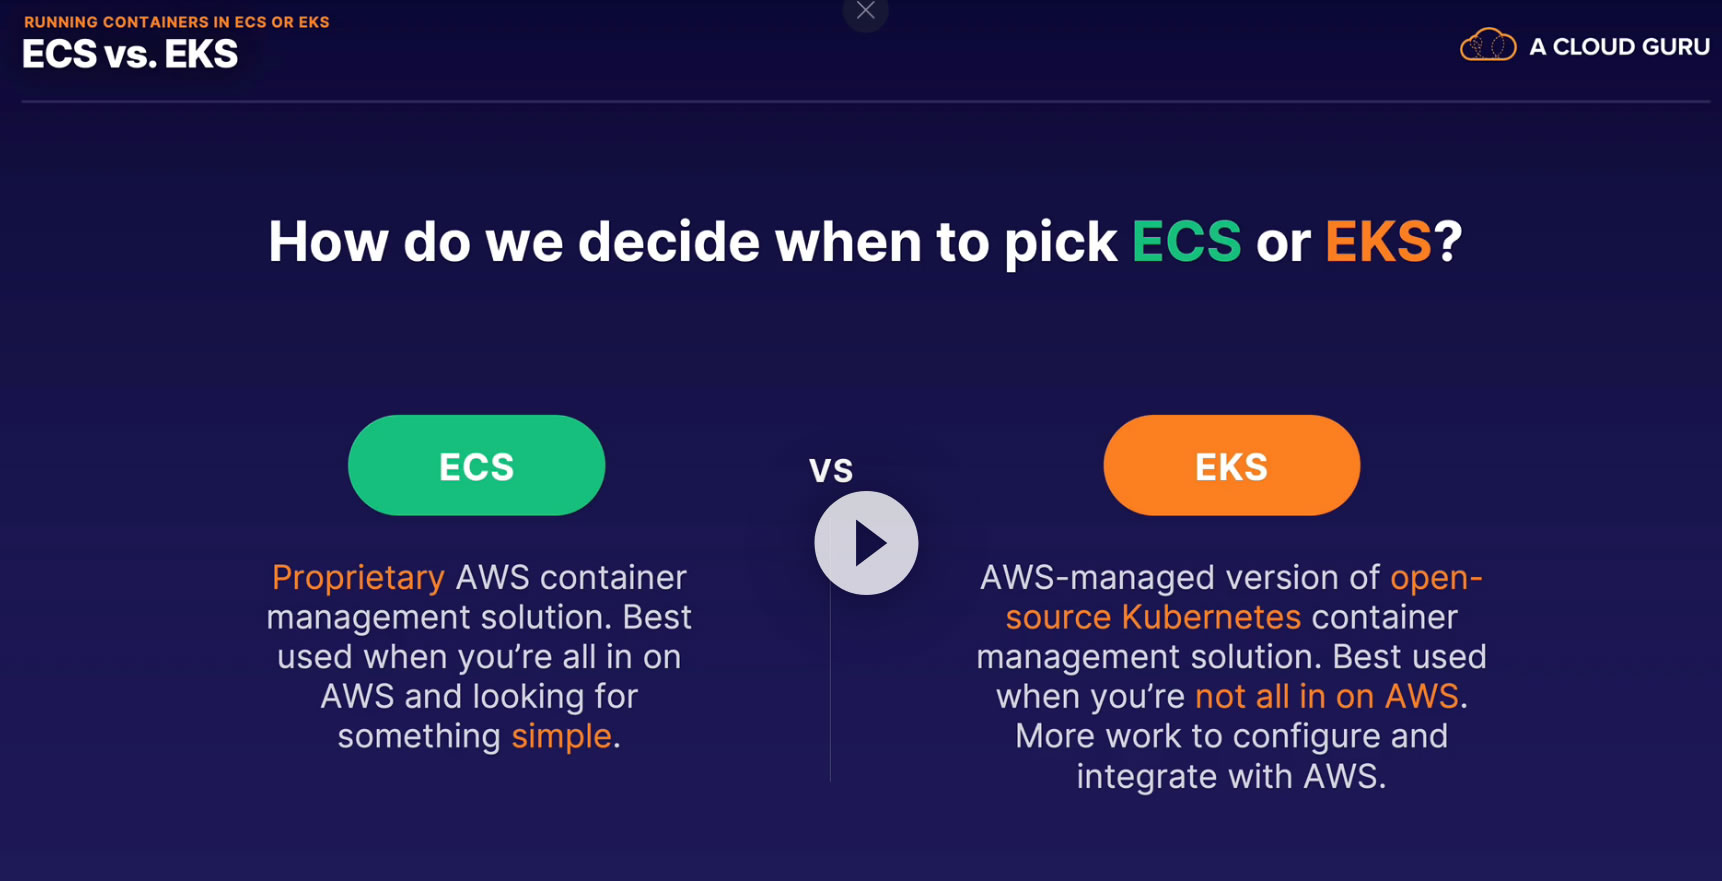 RUNNING CONTAINERS IN ECS OR EKS
ECS vs. EKS
A CLOUD GURU
How do we decide when to pick ECS or EKS?
ECS
vs
EKS
Proprietary AWS container
management solution. Best
used when you’re all in on
AWS and looking for
something simple.
AWS-managed version of open-
source Kubernetes container
management solution. Best used
when you’re not all in on AWS.
More work to configure and
integrate with AWS.